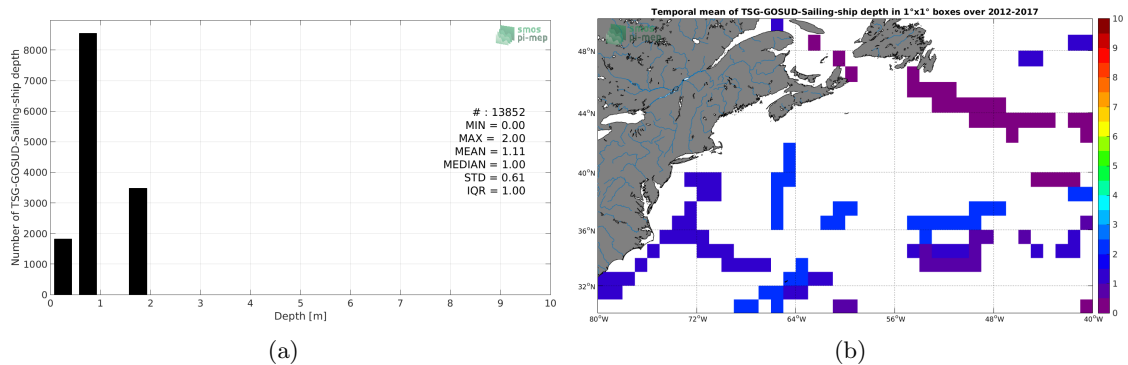 smos
pi-mep
8000
7000
6000
5000
4000
3000
2000
1000
0
Number of TSG-GOSUD-Sailing-ship depth
# : 13852
MIN = 0.00
MAX = 2.00
MEAN = 1.11
MEDIAN = 1.00
STD = 0.61
IQR = 1.00
0 1 2 3 4 5 6 7 8 9 10
Depth [m]
(a)
Temporal mean of TSG-GOSUD-Sailing-ship depth in 1°x1° boxes over 2012-2017
smos
pi-mep
48°N
44°N
40°N
36°N
32°N
80°W 72°W 64°W 56°W 48°W 40°W
10
9
8
7
6
5
4
3
2
1
0
(b)